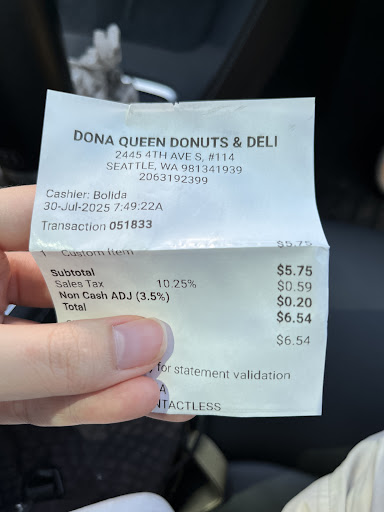 DONA QUEEN DONUTS & DELI
2445 4TH AVE S, #114
SEATTLE, WA 981341939
2063192399
Cashier: Bolida
30-Jul-2025 7:49:22A
Transaction 051833
1 Custom Item $5.75
Subtotal $5.75
Sales Tax 10.25% $0.59
Non Cash ADJ (3.5%) $0.20
Total $6.54
$6.54
for statement validation